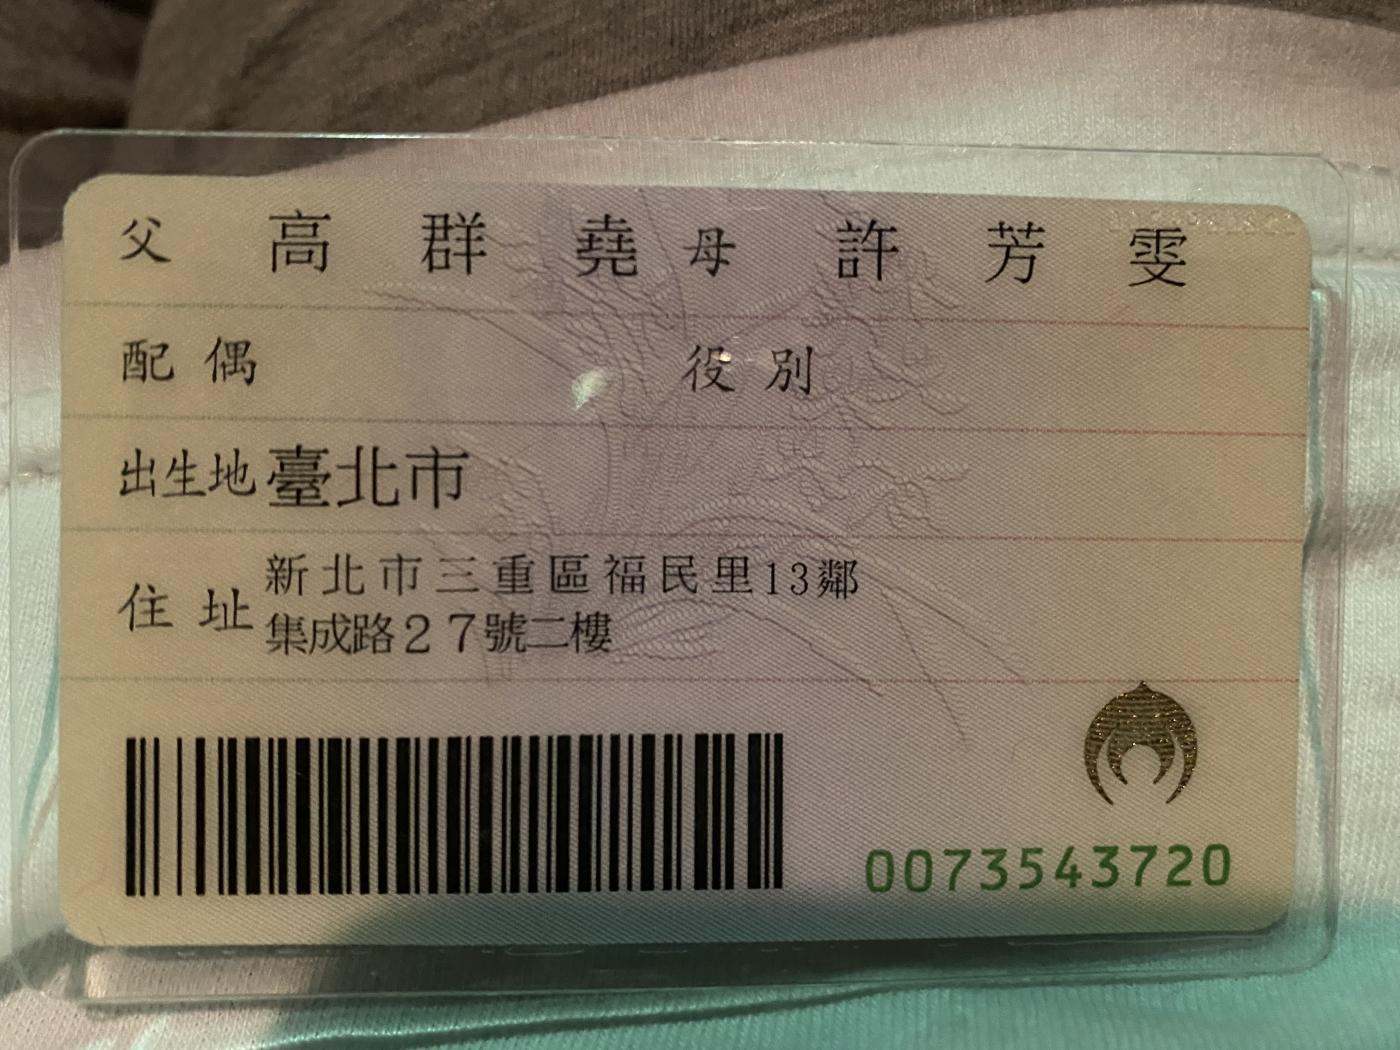 父 高群堯 母 許芳雯
配偶 役別
出生地 臺北市
住址 新北市三重區福民里13鄰
集成路27號二樓
0073543720